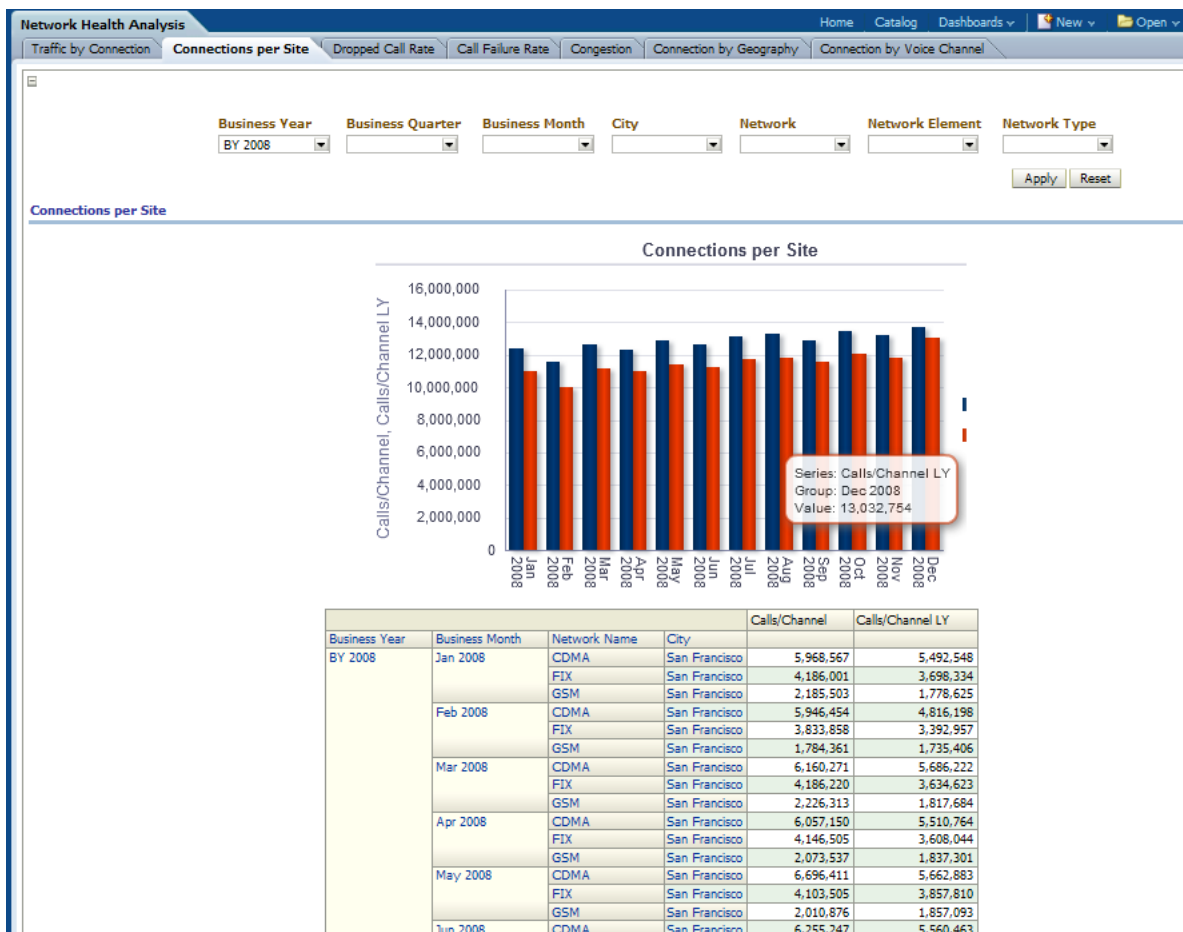 Network Health Analysis
Home Catalog Dashboards New Open
Traffic by Connection Connections per Site Dropped Call Rate Call Failure Rate Congestion Connection by Geography Connection by Voice Channel
Business Year Business Quarter Business Month City Network Network Element Network Type
BY 2008
Apply Reset
Connections per Site
Connections per Site
Calls/Channel, Calls/Channel LY
16,000,000
14,000,000
12,000,000
10,000,000
8,000,000
6,000,000
4,000,000
2,000,000
0
Series: Calls/Channel LY
Group: Dec 2008
Value: 13,032,754
Jan 2008
Feb 2008
Mar 2008
Apr 2008
May 2008
Jun 2008
Jul 2008
Aug 2008
Sep 2008
Oct 2008
Nov 2008
Dec 2008
Calls/Channel Calls/Channel LY
Business Year Business Month Network Name City
BY 2008 Jan 2008 CDMA San Francisco 5,968,567 5,492,548
FIX San Francisco 4,186,001 3,698,334
GSM San Francisco 2,185,503 1,778,625
Feb 2008 CDMA San Francisco 5,946,454 4,816,198
FIX San Francisco 3,833,858 3,392,957
GSM San Francisco 1,784,361 1,735,406
Mar 2008 CDMA San Francisco 6,160,271 5,686,222
FIX San Francisco 4,186,220 3,634,623
GSM San Francisco 2,226,313 1,817,684
Apr 2008 CDMA San Francisco 6,057,150 5,510,764
FIX San Francisco 4,146,505 3,608,044
GSM San Francisco 2,073,537 1,837,301
May 2008 CDMA San Francisco 6,696,411 5,662,883
FIX San Francisco 4,103,505 3,857,810
GSM San Francisco 2,010,876 1,857,093
Jun 2008 CDMA San Francisco 6,255,247 5,560,463